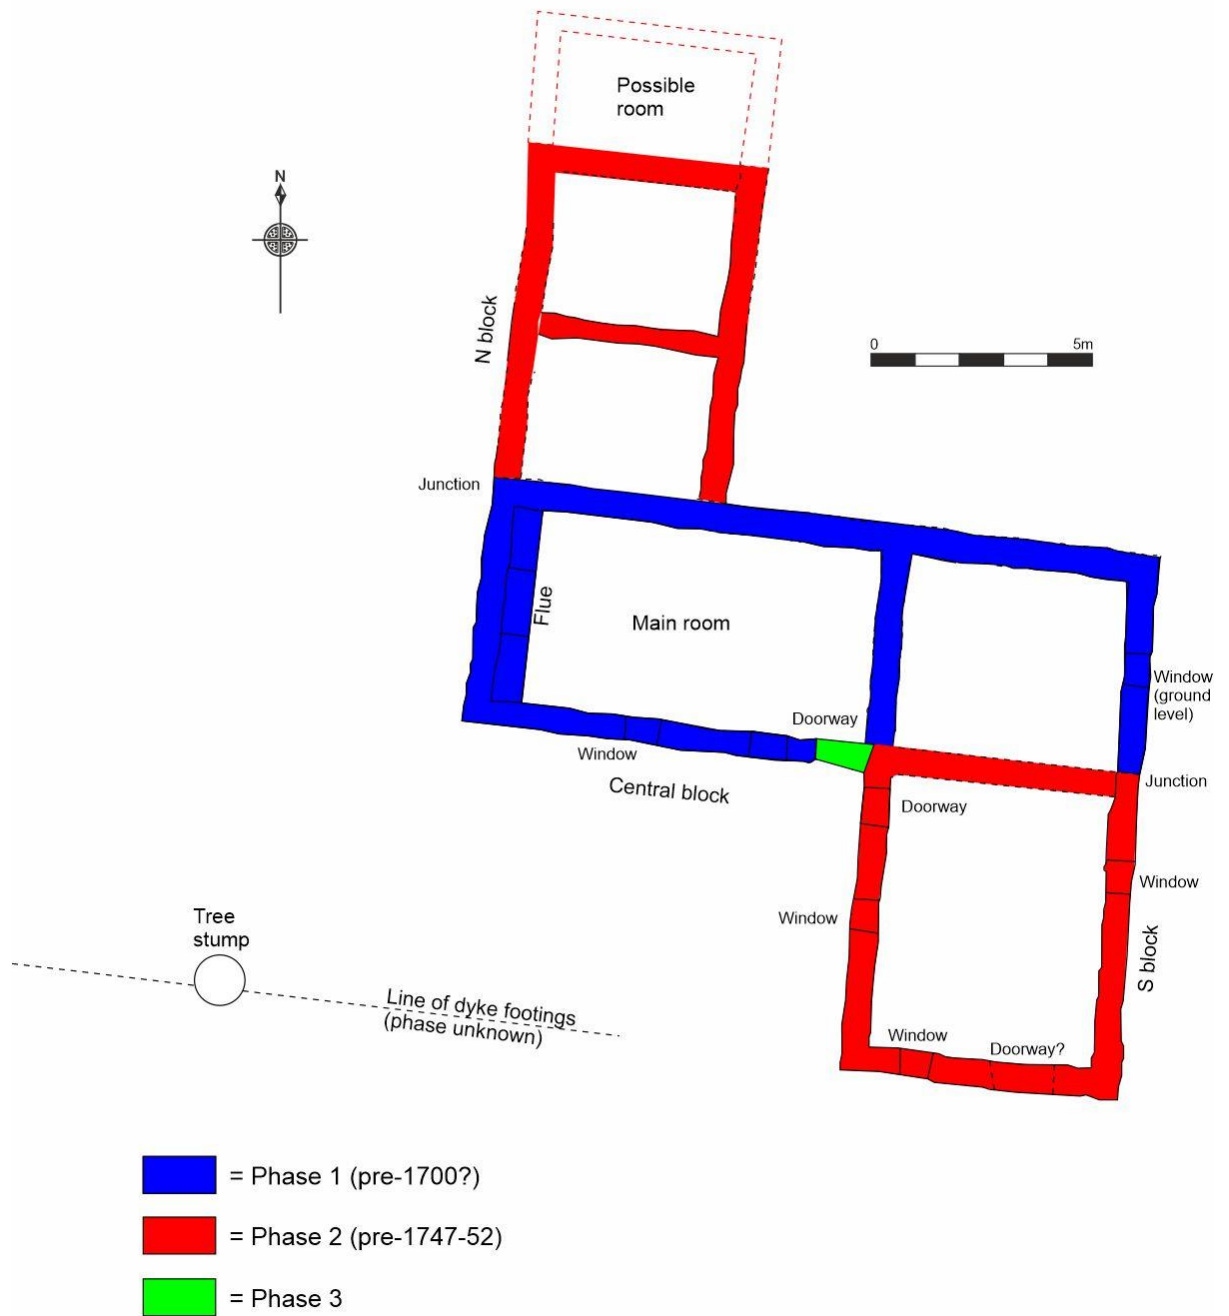 Possible
room
N
N block
0
5m
Junction
Flue
Main room
Window
(ground
level)
Doorway
Window
Central block
Junction
Doorway
Window
Window
S block
Tree
stump
Line of dyke footings
(phase unknown)
Window
Doorway?
= Phase 1 (pre-1700?)
= Phase 2 (pre-1747-52)
= Phase 3